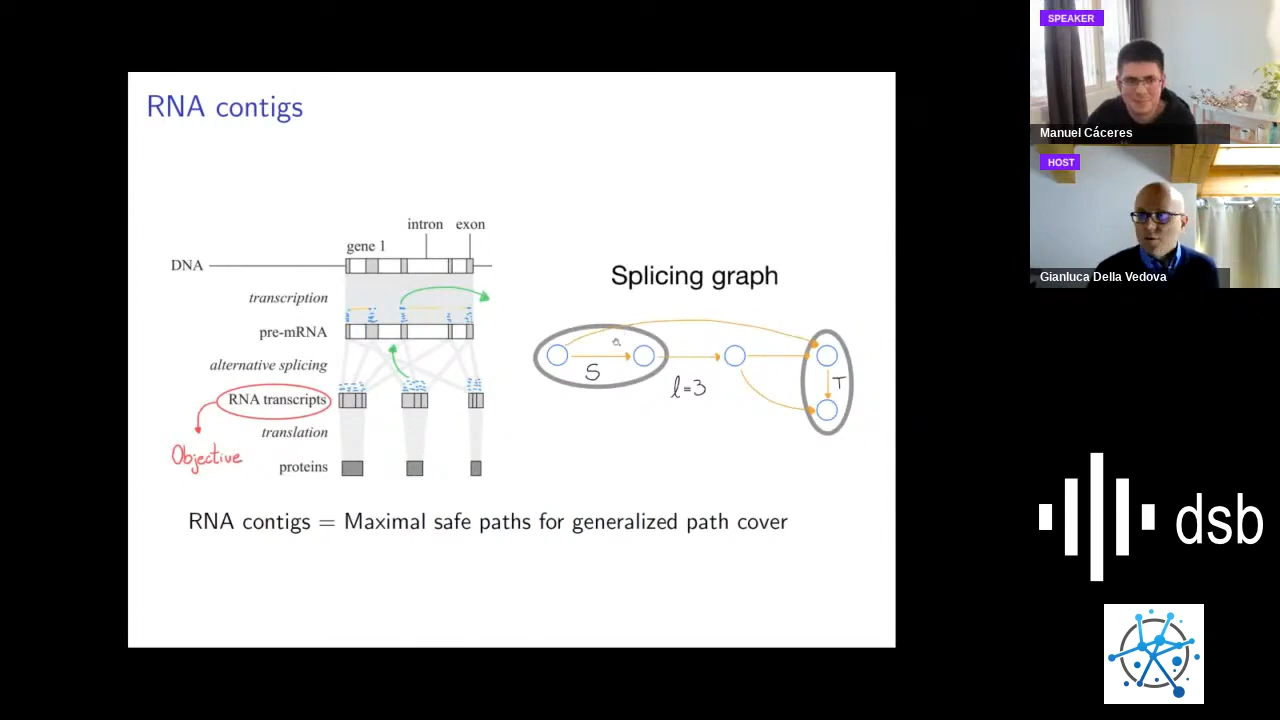 RNA contigs
intron exon
gene 1
DNA
transcription
pre-mRNA
alternative splicing
RNA transcripts
translation
Objective
proteins
Splicing graph
S
l=3
T
RNA contigs = Maximal safe paths for generalized path cover
SPEAKER
Manuel Cáceres
HOST
Gianluca Della Vedova
dsb